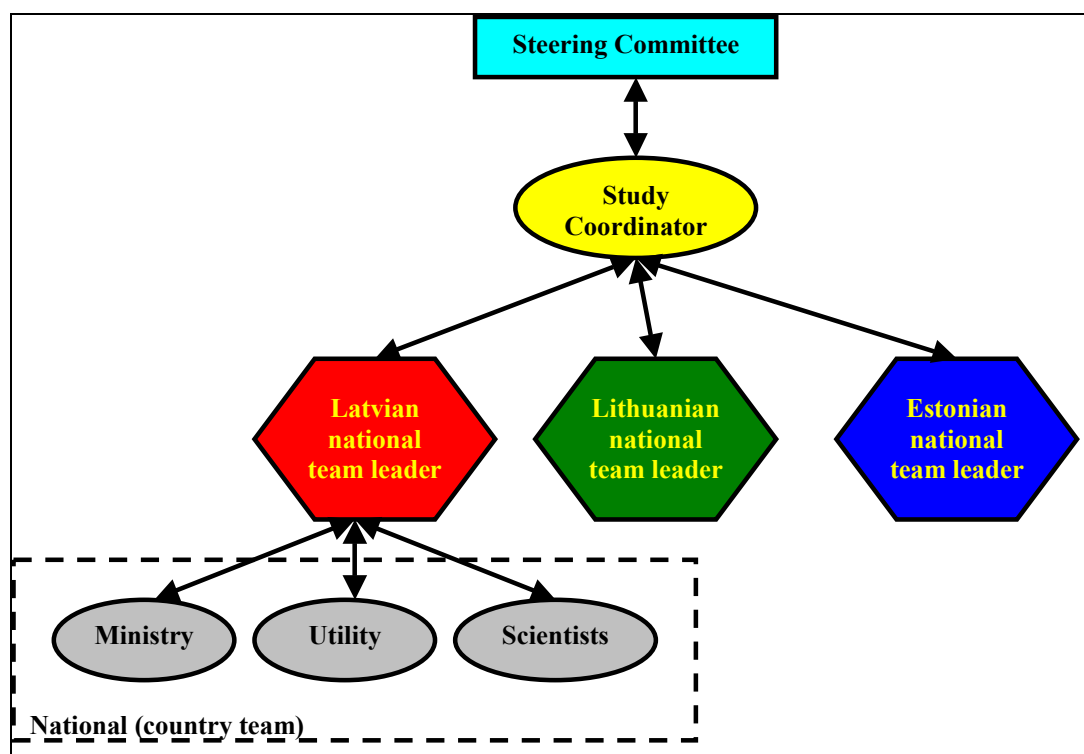 Steering Committee
Study
Coordinator
Latvian
national
team leader
Lithuanian
national
team leader
Estonian
national
team leader
Ministry
Utility
Scientists
National (country team)